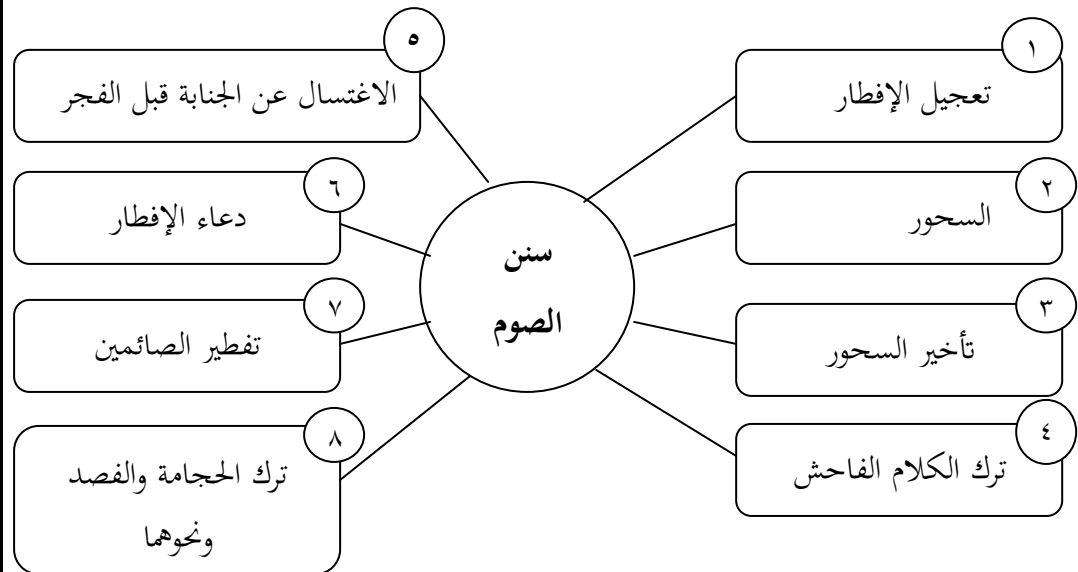 سنن
الصوم
١
تعجيل الإفطار
٢
السحور
٣
تأخير السحور
٤
ترك الكلام الفاحش
٥
الاغتسال عن الجنابة قبل الفجر
٦
دعاء الإفطار
٧
تفطير الصائمين
٨
ترك الحجامة والفصد
ونحوهما